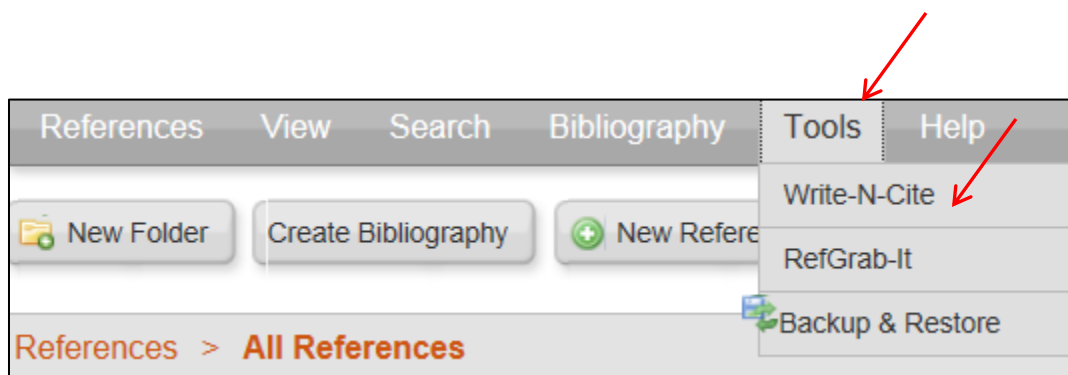 References View Search Bibliography Tools Help
Write-N-Cite
New Folder Create Bibliography New Refere
RefGrab-It
Backup & Restore
References > All References